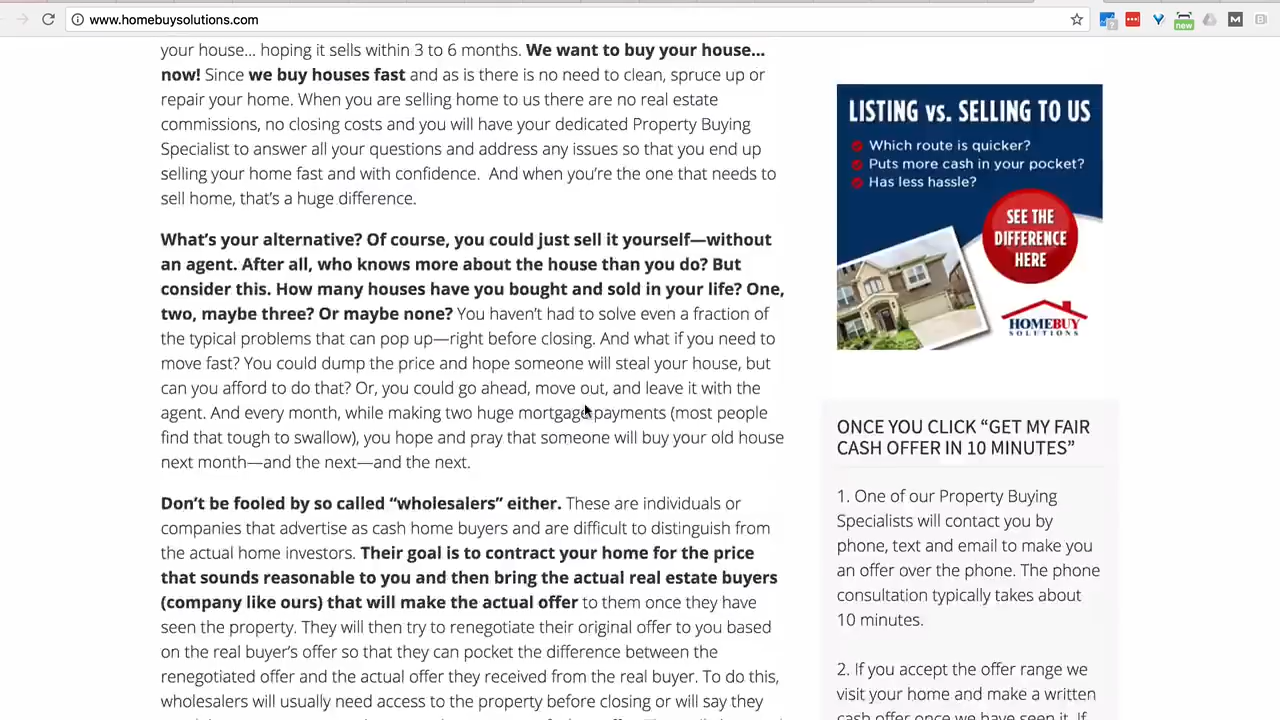 www.homebuysolutions.com
new
your house... hoping it sells within 3 to 6 months. We want to buy your house...
now! Since we buy houses fast and as is there is no need to clean, spruce up or
repair your home. When you are selling home to us there are no real estate
commissions, no closing costs and you will have your dedicated Property Buying
Specialist to answer all your questions and address any issues so that you end up
selling your home fast and with confidence.  And when you’re the one that needs to
sell home, that’s a huge difference.
What’s your alternative? Of course, you could just sell it yourself—without
an agent. After all, who knows more about the house than you do? But
consider this. How many houses have you bought and sold in your life? One,
two, maybe three? Or maybe none? You haven’t had to solve even a fraction of
the typical problems that can pop up—right before closing. And what if you need to
move fast? You could dump the price and hope someone will steal your house, but
can you afford to do that? Or, you could go ahead, move out, and leave it with the
agent. And every month, while making two huge mortgage payments (most people
find that tough to swallow), you hope and pray that someone will buy your old house
next month—and the next—and the next.
Don’t be fooled by so called “wholesalers” either. These are individuals or
companies that advertise as cash home buyers and are difficult to distinguish from
the actual home investors. Their goal is to contract your home for the price
that sounds reasonable to you and then bring the actual real estate buyers
(company like ours) that will make the actual offer to them once they have
seen the property. They will then try to renegotiate their original offer to you based
on the real buyer’s offer so that they can pocket the difference between the
renegotiated offer and the actual offer they received from the real buyer. To do this,
wholesalers will usually need access to the property before closing or will say they
LISTING vs. SELLING TO US
Which route is quicker?
Puts more cash in your pocket?
Has less hassle?
SEE THE
DIFFERENCE
HERE
HOMEBUY
SOLUTIONS
ONCE YOU CLICK “GET MY FAIR
CASH OFFER IN 10 MINUTES”
1. One of our Property Buying
Specialists will contact you by
phone, text and email to make you
an offer over the phone. The phone
consultation typically takes about
10 minutes.
2. If you accept the offer range we
visit your home and make a written
cash offer once we have seen it. If